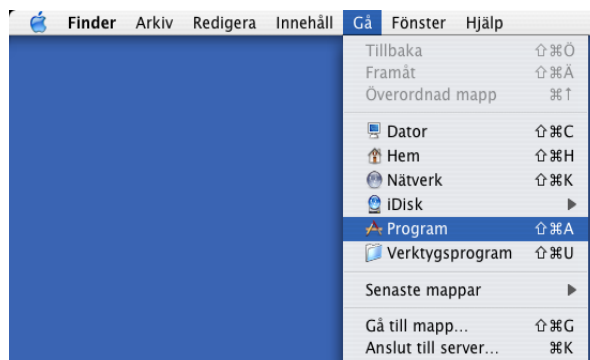 Finder Arkiv Redigera Innehåll Gå Fönster Hjälp
Tillbaka ⇧⌘Ö
Framåt ⇧⌘Ä
Överordnad mapp ⌘↑
Dator ⇧⌘C
Hem ⇧⌘H
Nätverk ⇧⌘K
iDisk
Program ⇧⌘A
Verktygsprogram ⇧⌘U
Senaste mappar
Gå till mapp... ⇧⌘G
Anslut till server... ⌘K